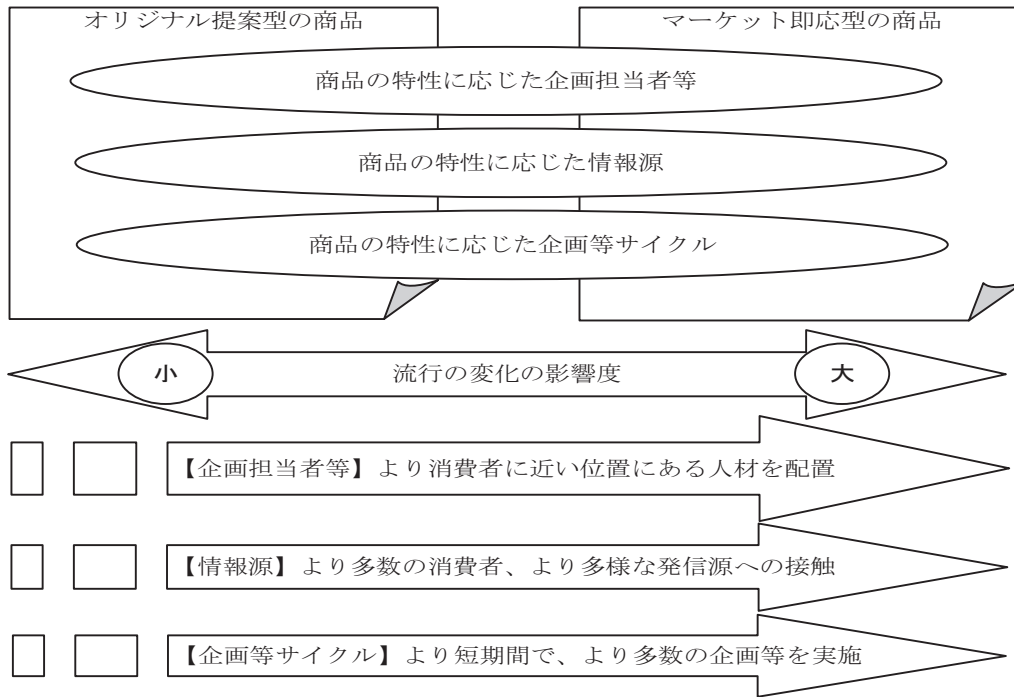 オリジナル提案型の商品
マーケット即応型の商品
商品の特性に応じた企画担当者等
商品の特性に応じた情報源
商品の特性に応じた企画等サイクル
小
流行の変化の影響度
大
【企画担当者等】より消費者に近い位置にある人材を配置
【情報源】より多数の消費者、より多様な発信源への接触
【企画等サイクル】より短期間で、より多数の企画等を実施